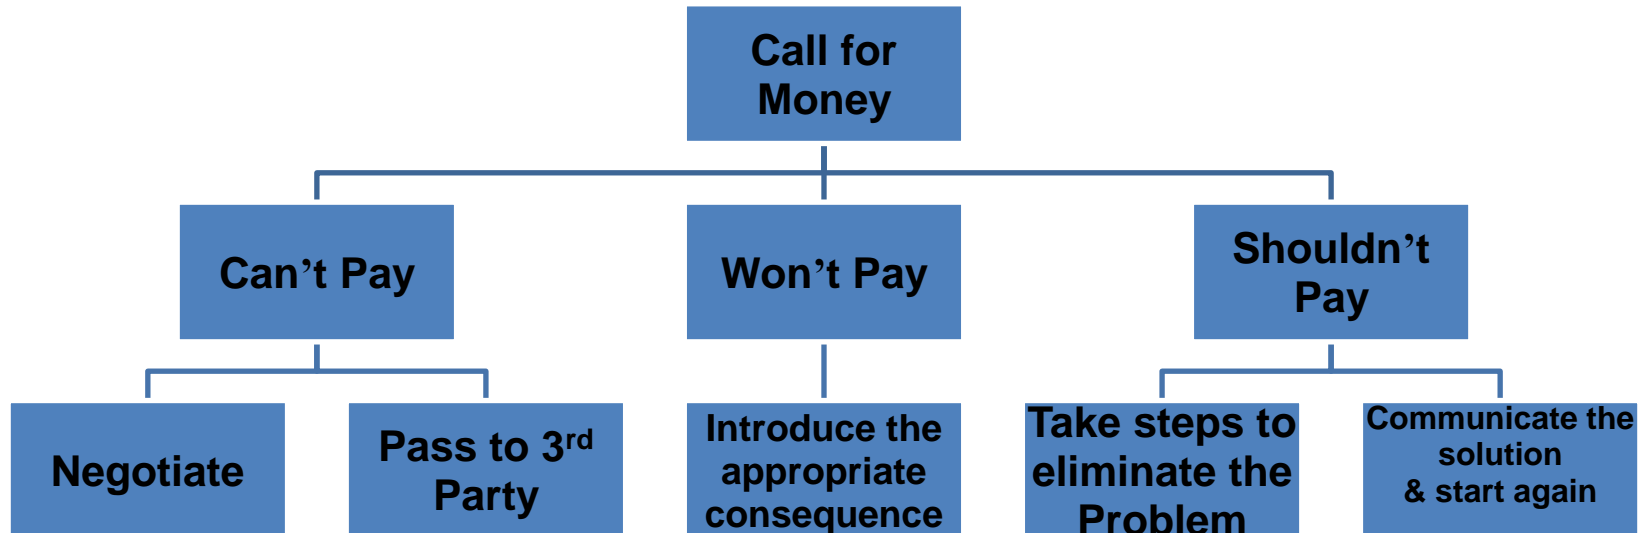 Call for
Money
Can’t Pay
Won’t Pay
Shouldn’t
Pay
Negotiate
Pass to 3rd
Party
Introduce the
appropriate
consequence
Take steps to
eliminate the
Problem
Communicate the
solution
& start again